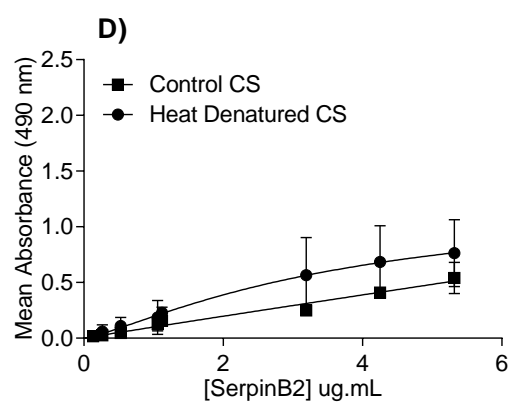 D)
Mean Absorbance (490 nm)
2.5
2.0
1.5
1.0
0.5
0.0
Control CS
Heat Denatured CS
0
2
4
6
[SerpinB2] ug.mL